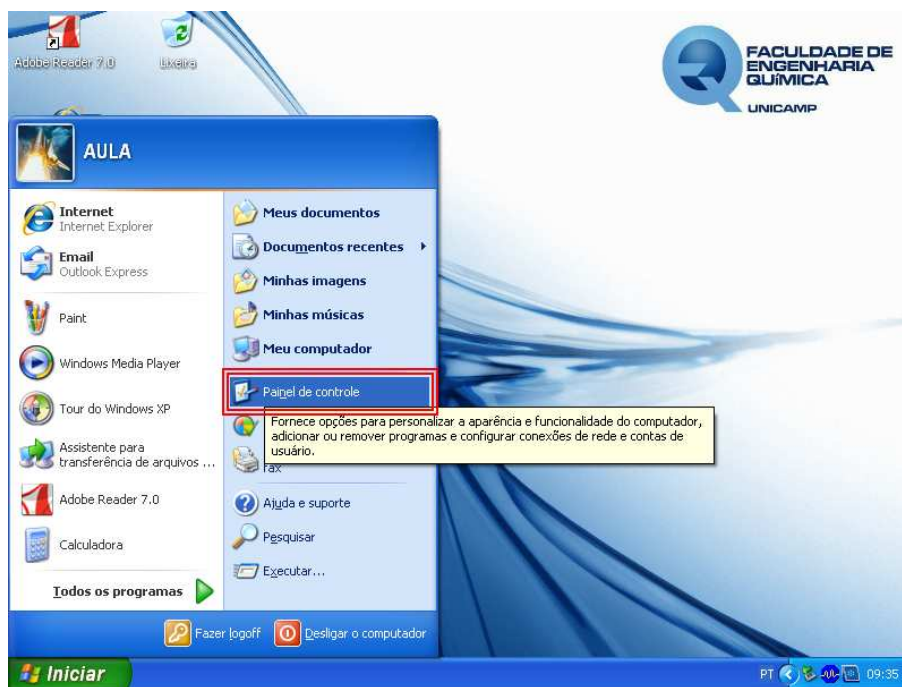 Adobe Reader 7.0
Lixeira
FACULDADE DE
ENGENHARIA
QUÍMICA
UNICAMP
AULA
Internet
Internet Explorer
Email
Outlook Express
Paint
Windows Media Player
Tour do Windows XP
Assistente para
transferência de arquivos ...
Adobe Reader 7.0
Calculadora
Todos os programas
Meus documentos
Documentos recentes
Minhas imagens
Minhas músicas
Meu computador
Painel de controle
Fornece opções para personalizar a aparência e funcionalidade do computador,
adicionar ou remover programas e configurar conexões de rede e contas de
usuário.
fax
Ajuda e suporte
Pesquisar
Executar...
Fazer logoff
Desligar o computador
Iniciar
PT
09:35